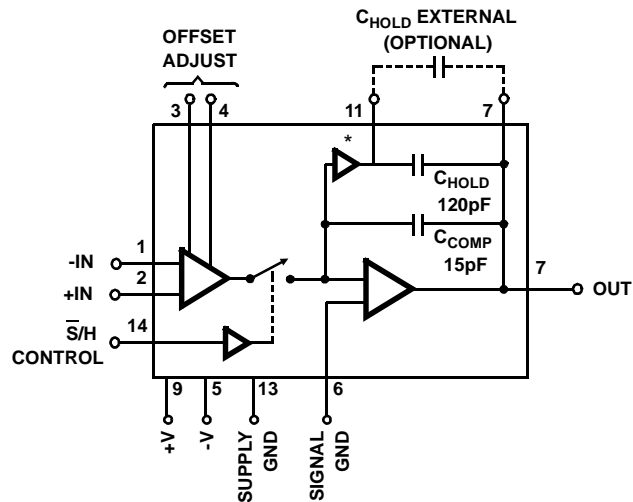 C_HOLD EXTERNAL
(OPTIONAL)
OFFSET
ADJUST
3
4
11
7
*
C_HOLD
120pF
C_COMP
15pF
-IN
1
+IN
2
7
OUT
S̅/H
CONTROL
14
9
5
13
6
+V
-V
SUPPLY
GND
SIGNAL
GND